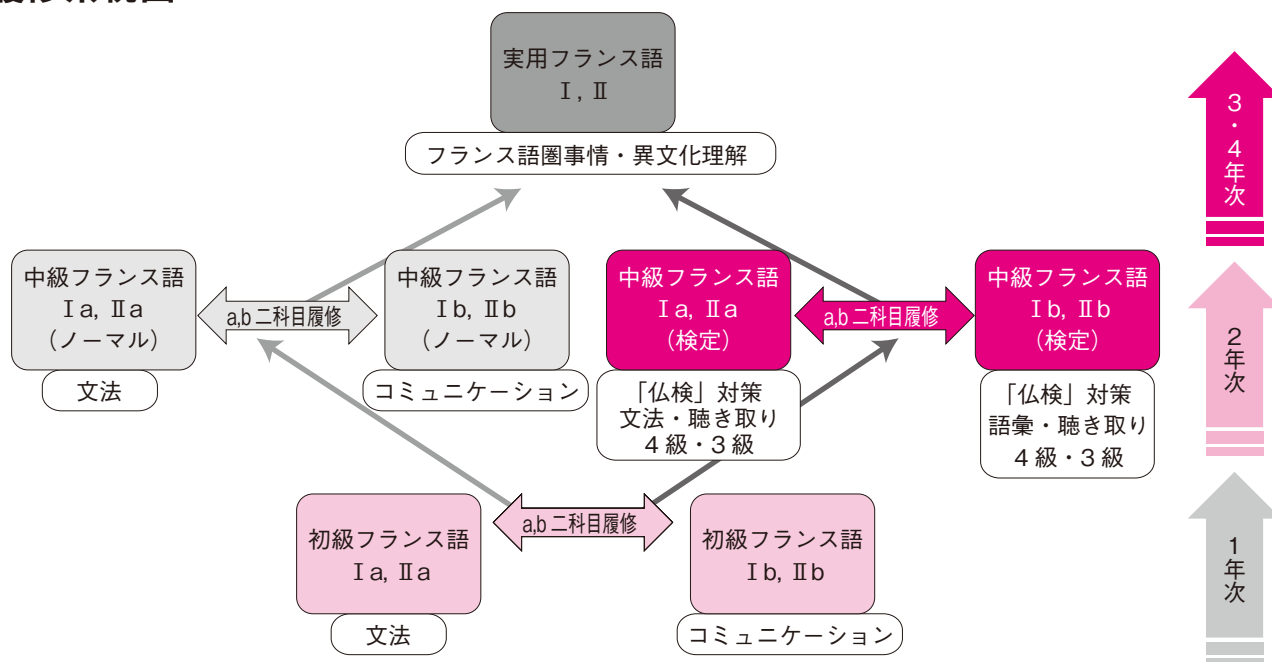 実用フランス語
Ⅰ, Ⅱ
フランス語圏事情・異文化理解
3・4年次
中級フランス語
Ⅰa, Ⅱa
(ノーマル)
文法
a,b 二科目履修
中級フランス語
Ⅰb, Ⅱb
(ノーマル)
コミュニケーション
中級フランス語
Ⅰa, Ⅱa
(検定)
「仏検」対策
文法・聴き取り
4級・3級
a,b 二科目履修
中級フランス語
Ⅰb, Ⅱb
(検定)
「仏検」対策
語彙・聴き取り
4級・3級
2年次
初級フランス語
Ⅰa, Ⅱa
文法
a,b 二科目履修
初級フランス語
Ⅰb, Ⅱb
コミュニケーション
1年次